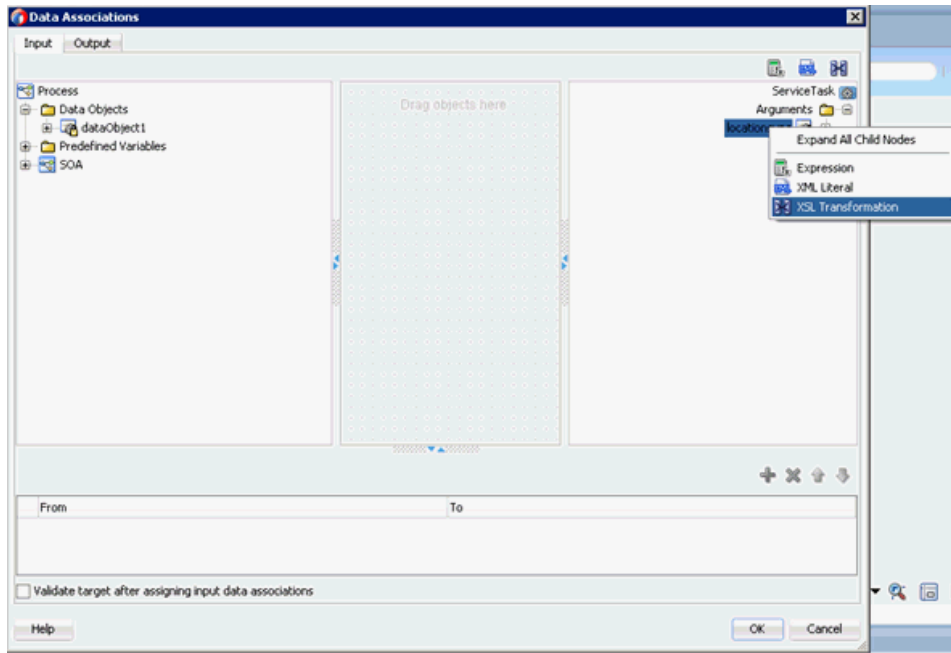 Data Associations
Input Output
Process
Data Objects
dataObject1
Predefined Variables
SOA
Drag objects here
ServiceTask
Arguments
Expand All Child Nodes
Expression
XML Literal
XSL Transformation
From To
Validate target after assigning input data associations
Help OK Cancel